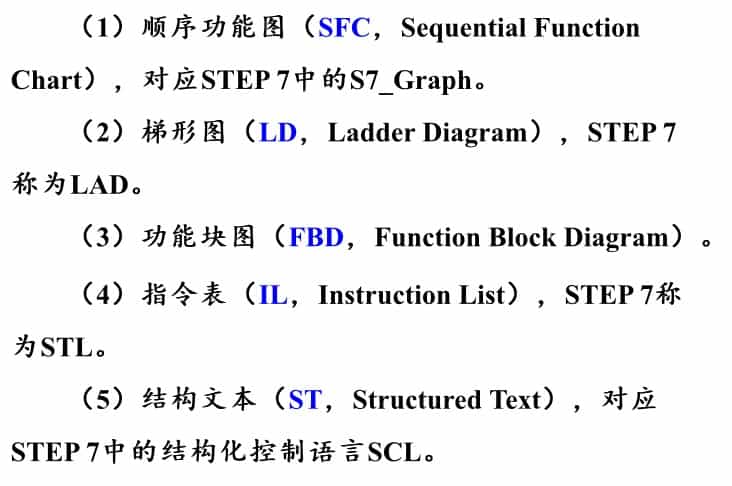 （1）顺序功能图（SFC，Sequential Function
Chart），对应STEP 7中的S7_Graph。
（2）梯形图（LD，Ladder Diagram），STEP 7
称为LAD。
（3）功能块图（FBD，Function Block Diagram）。
（4）指令表（IL，Instruction List），STEP 7称
为STL。
（5）结构文本（ST，Structured Text），对应
STEP 7中的结构化控制语言SCL。